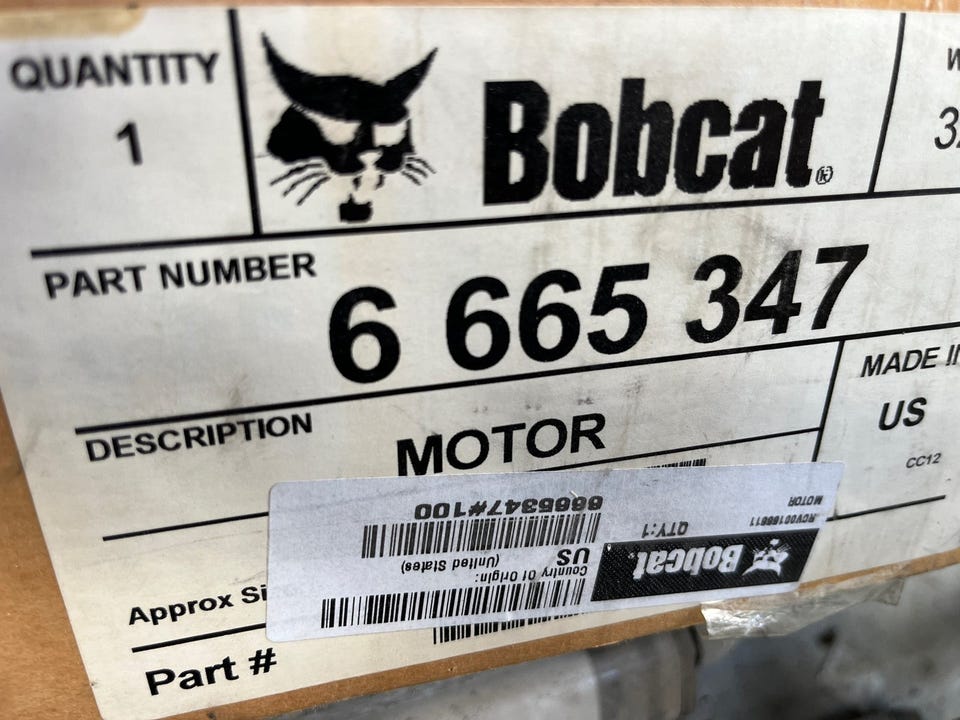 QUANTITY
1
Bobcat®
PART NUMBER
6 665 347
DESCRIPTION
MOTOR
MADE
US
CC12
Approx
Part #
Bobcat
MOTOR
RCV00166611
QTY:1
6665347#100
Country Of Origin:
US (United States)